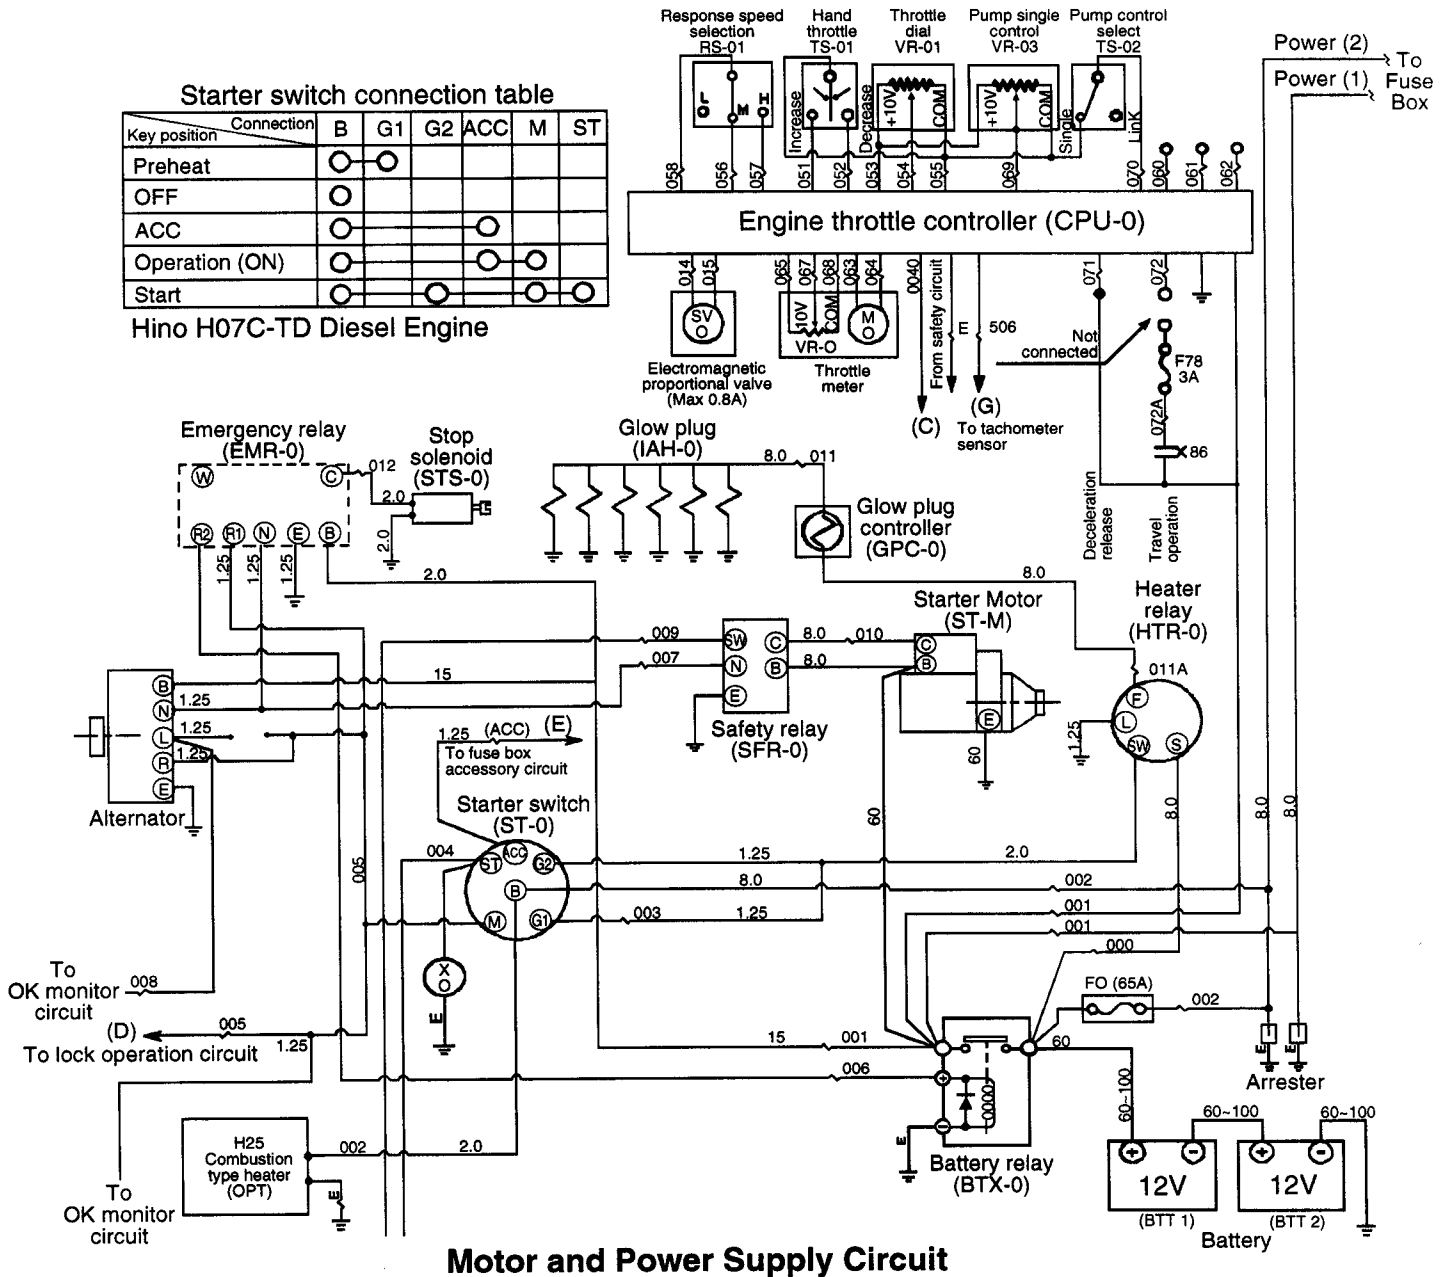 Response speed
selection
RS-01
Hand
throttle
TS-01
Throttle
dial
VR-01
Pump single
control
VR-03
Pump control
select
TS-02
Power (2)
Power (1)
To
Fuse
Box
L
M
H
Increase
Decrease
+10V
COM
+10V
COM
Single
LinK
058
056
057
051
052
053
054
055
069
070
060
061
062
Engine throttle controller (CPU-0)
Starter switch connection table
Connection
Key position
B G1 G2 ACC M ST
Preheat
OFF
ACC
Operation (ON)
Start
Hino H07C-TD Diesel Engine
014
015
065
067
068
063
064
0040
From safety circuit
E
506
071
072
SV
O
10V
COM
VR-O
M
O
Electromagnetic
proportional valve
(Max 0.8A)
Throttle
meter
(C)
(G)
To tachometer
sensor
Not
connected
F78
3A
072A
X 86
Deceleration
release
Travel
operation
Emergency relay
(EMR-0)
W
C
012
R2
R1
N
E
B
1.25
1.25
1.25
2.0
Stop
solenoid
(STS-0)
2.0
2.0
Glow plug
(IAH-0)
8.0
011
Glow plug
controller
(GPC-0)
8.0
Heater
relay
(HTR-0)
011A
F
L
SW
S
1.25
8.0
8.0
8.0
Starter Motor
(ST-M)
C
B
E
60
60
009
007
SW
N
E
C
B
8.0
010
8.0
Safety relay
(SFR-0)
B
N
L
R
E
15
1.25
1.25
1.25
Alternator
1.25
(ACC)
(E)
To fuse box
accessory circuit
Starter switch
(ST-0)
ST
ACC
G2
B
M
G1
004
005
1.25
2.0
8.0
002
003
1.25
001
001
000
X
O
E
To
OK monitor
circuit
008
(D)
005
1.25
To lock operation circuit
FO (65A)
002
15
001
60
006
60~100
E
E
Arrester
E
Battery relay
(BTX-0)
+
-
H25
Combustion
type heater
(OPT)
002
2.0
E
To
OK monitor
circuit
60~100
60~100
+
-
+
-
12V
12V
(BTT 1)
(BTT 2)
Battery
Motor and Power Supply Circuit